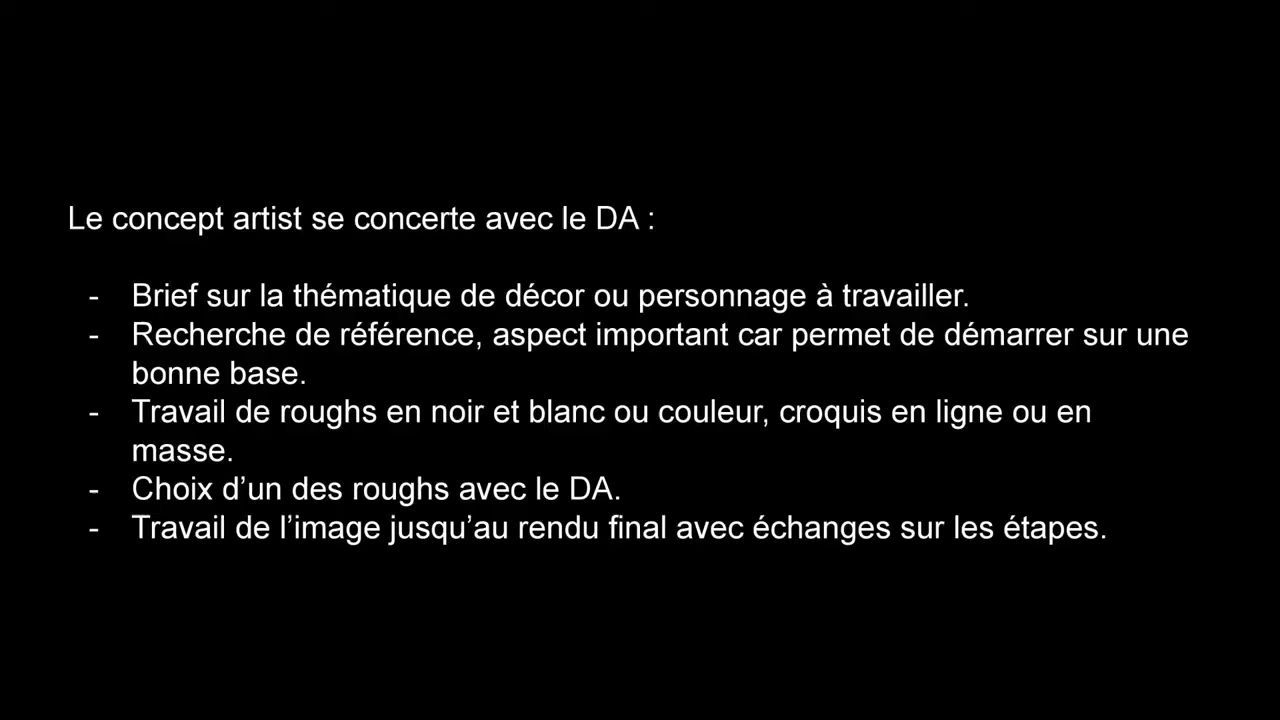 Le concept artist se concerte avec le DA :
- Brief sur la thématique de décor ou personnage à travailler.
- Recherche de référence, aspect important car permet de démarrer sur une
bonne base.
- Travail de roughs en noir et blanc ou couleur, croquis en ligne ou en
masse.
- Choix d’un des roughs avec le DA.
- Travail de l’image jusqu’au rendu final avec échanges sur les étapes.